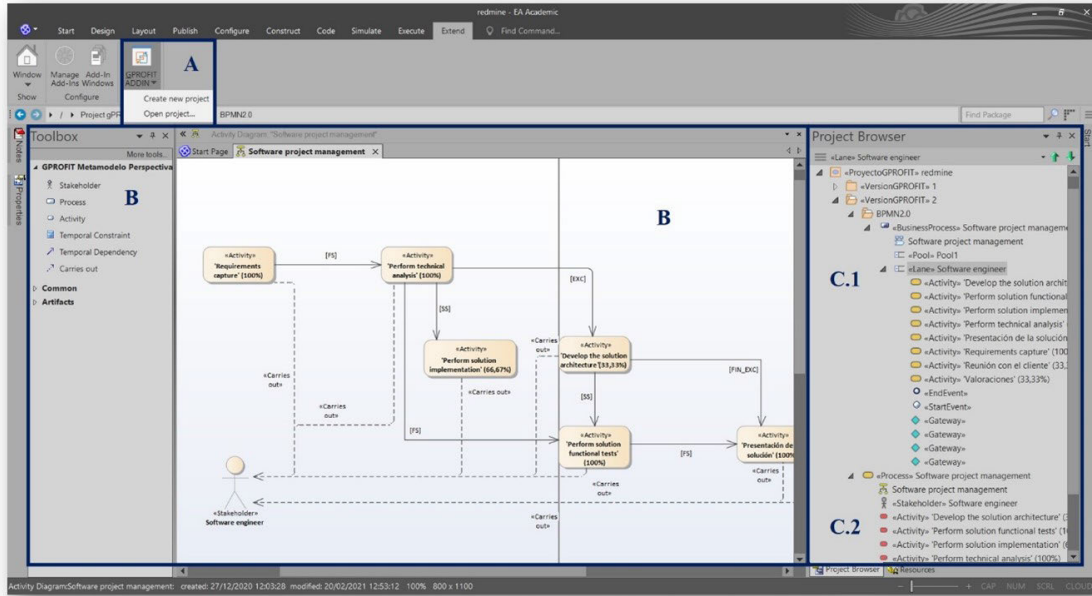 redmine - EA Academic
Start Design Layout Publish Configure Construct Code Simulate Execute Extend Find Command...
Window
Manage Add-Ins
Add-In Windows
GPROFIT ADDIN
A
Show
Configure
Create new project
Open project...
Project gPR
BPMN2.0
Find Package
Start
Notes
Properties
Toolbox
More tools...
GPROFIT Metamodelo Perspectiva
Stakeholder
Process
Activity
Temporal Constraint
Temporal Dependency
Carries out
Common
Artifacts
B
Activity Diagram: "Software project management"
Start Page Software project management
B
«Activity»
'Requirements
capture' (100%)
[FS]
«Activity»
'Perform technical
analysis' (100%)
[EXC]
[SS]
«Activity»
'Perform solution
implementation' (66,67%)
«Carries
out»
«Activity»
'Develop the solution
architecture'(33,33%)
«Carries
out»
«Carries out»
[FIN_EXC]
[SS]
[FS]
«Activity»
'Perform solution
functional tests'
(100%)
[FS]
«Activity»
'Presentación de
solución' (100%
«Carries
out»
«Carries
out»
«Carries
out»
«Stakeholder»
Software engineer
Project Browser
«Lane» Software engineer
«ProyectoGPROFIT» redmine
«VersionGPROFIT» 1
«VersionGPROFIT» 2
BPMN2.0
«BusinessProcess» Software project managem
Software project management
«Pool» Pool1
«Lane» Software engineer
C.1
«Activity» 'Develop the solution archit
«Activity» 'Perform solution functional
«Activity» 'Perform solution implemen
«Activity» 'Perform technical analysis'
«Activity» 'Presentación de la solución
«Activity» 'Requirements capture' (100
«Activity» 'Reunión con el cliente' (33,
«Activity» 'Valoraciones' (33,33%)
«EndEvent»
«StartEvent»
«Gateway»
«Gateway»
«Gateway»
«Gateway»
«Process» Software project management
Software project management
«Stakeholder» Software engineer
C.2
«Activity» 'Develop the solution architecture'
«Activity» 'Perform solution functional tests' (1
«Activity» 'Perform solution implementation'
«Activity» 'Perform technical analysis' (100%)
Project Browser Resources
Activity Diagram:Software project management: created: 27/12/2020 12:03:28 modified: 20/02/2021 12:53:12 100% 800 x 1100
CAP NUM SCRL CLOUD